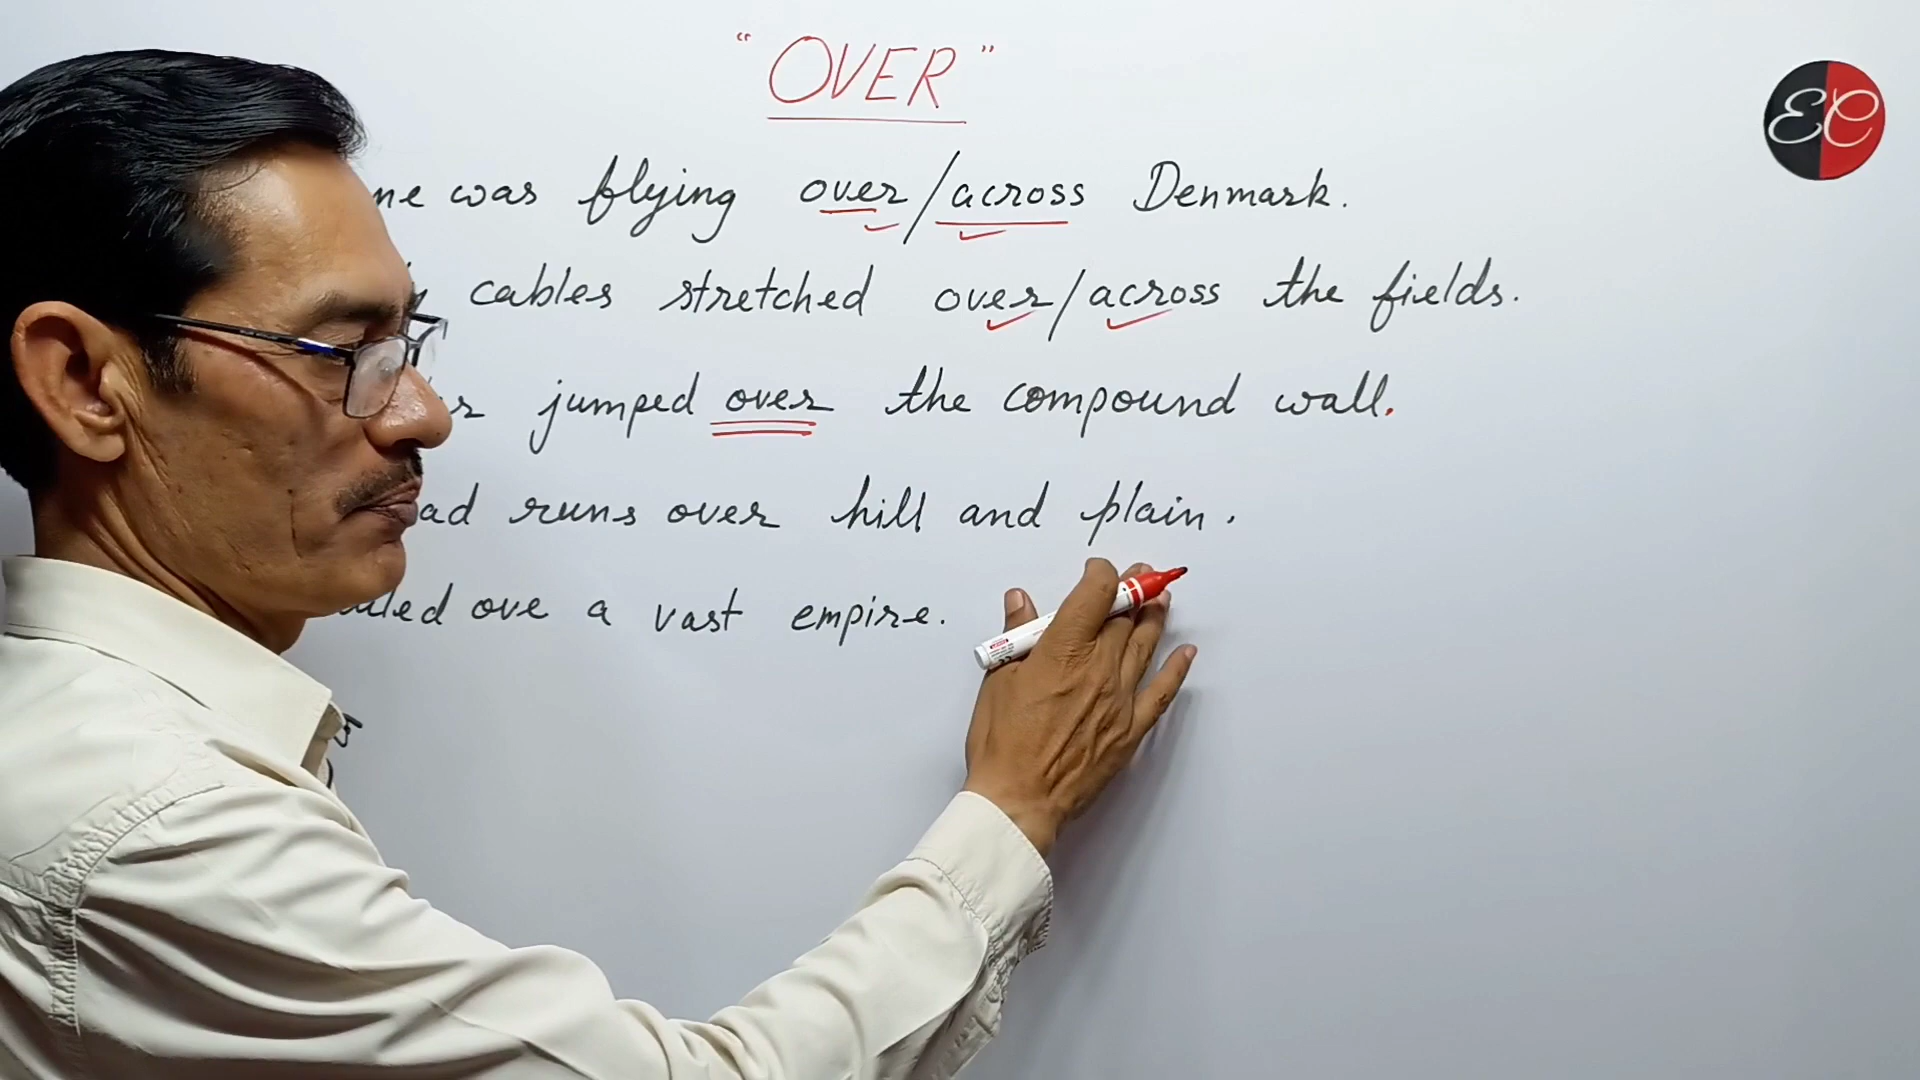 "OVER"
ne was flying over/across Denmark.
cables stretched over/across the fields.
jumped over the compound wall.
ad runs over hill and plain.
uled ove a vast empire.
EC